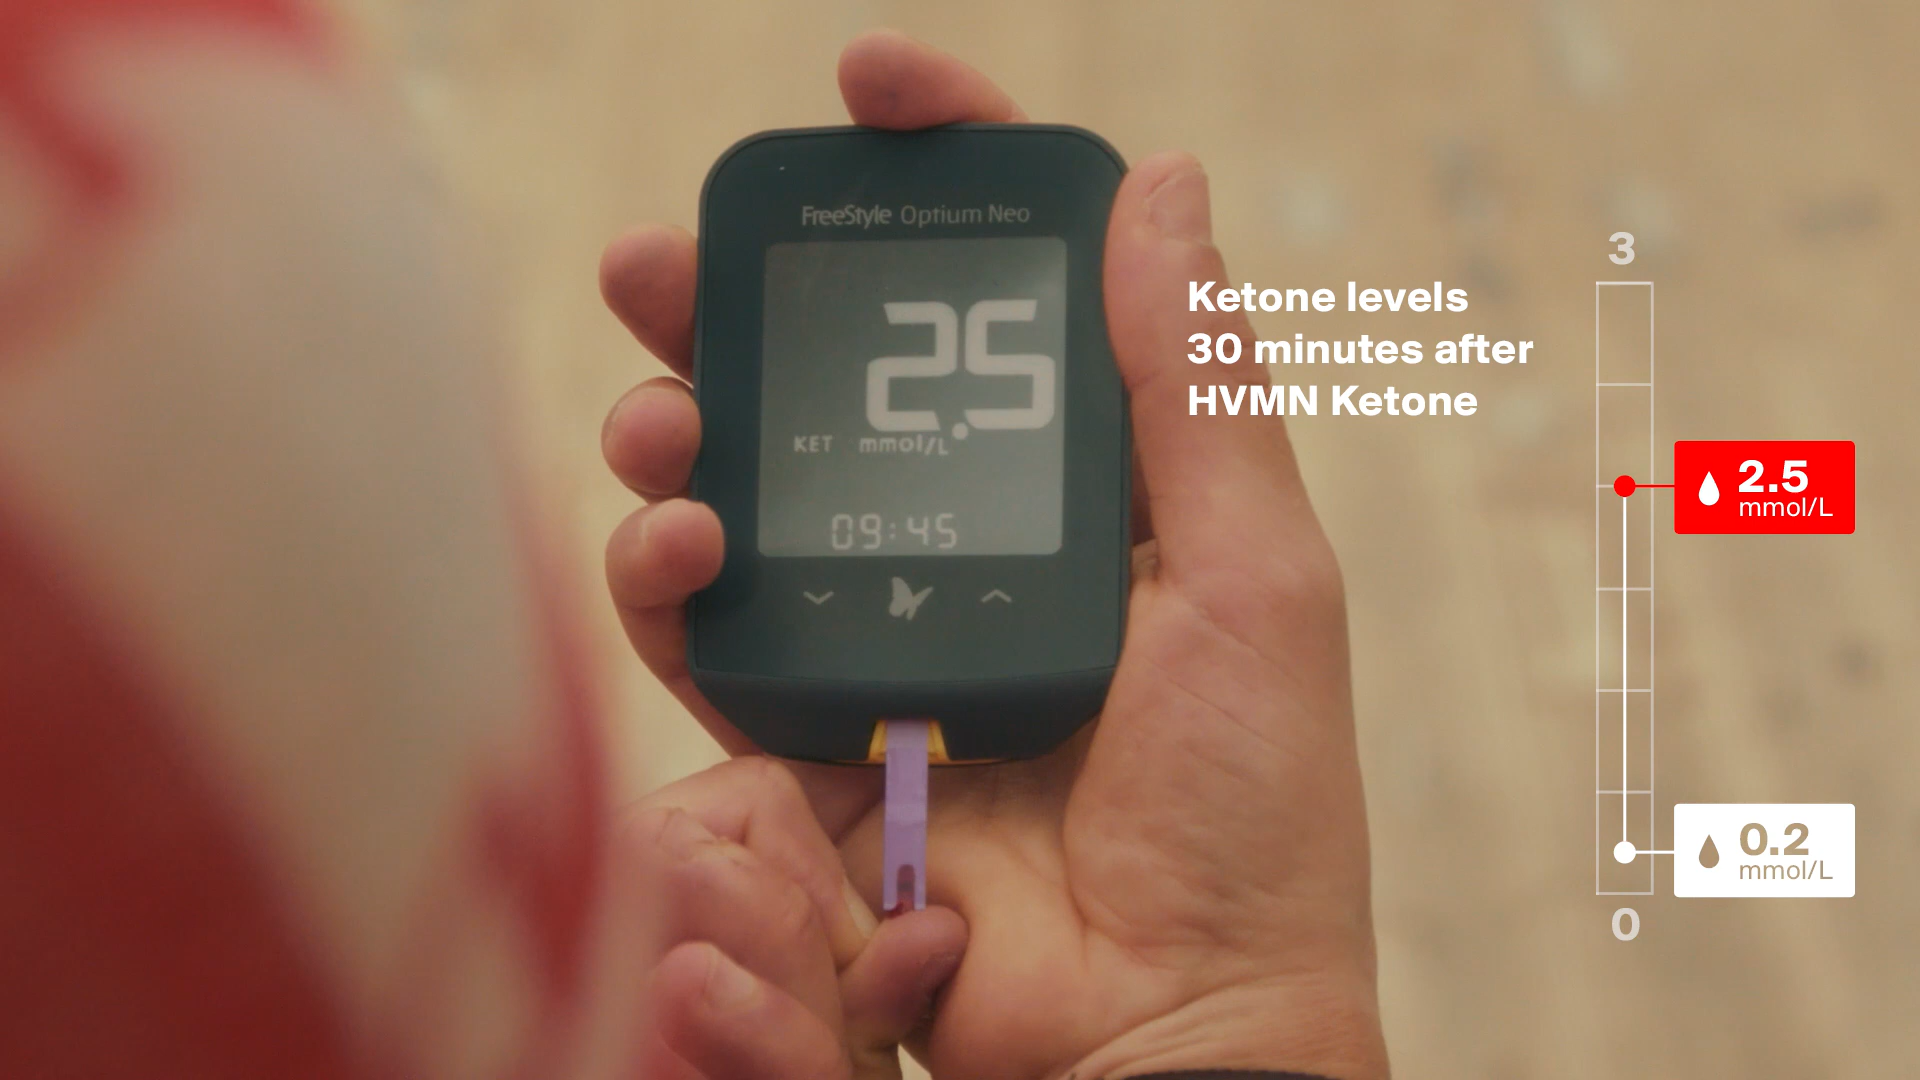 FreeStyle Optium Neo
2.5
KET mmol/L
09:45
Ketone levels
30 minutes after
HVMN Ketone
3
2.5
mmol/L
0.2
mmol/L
0